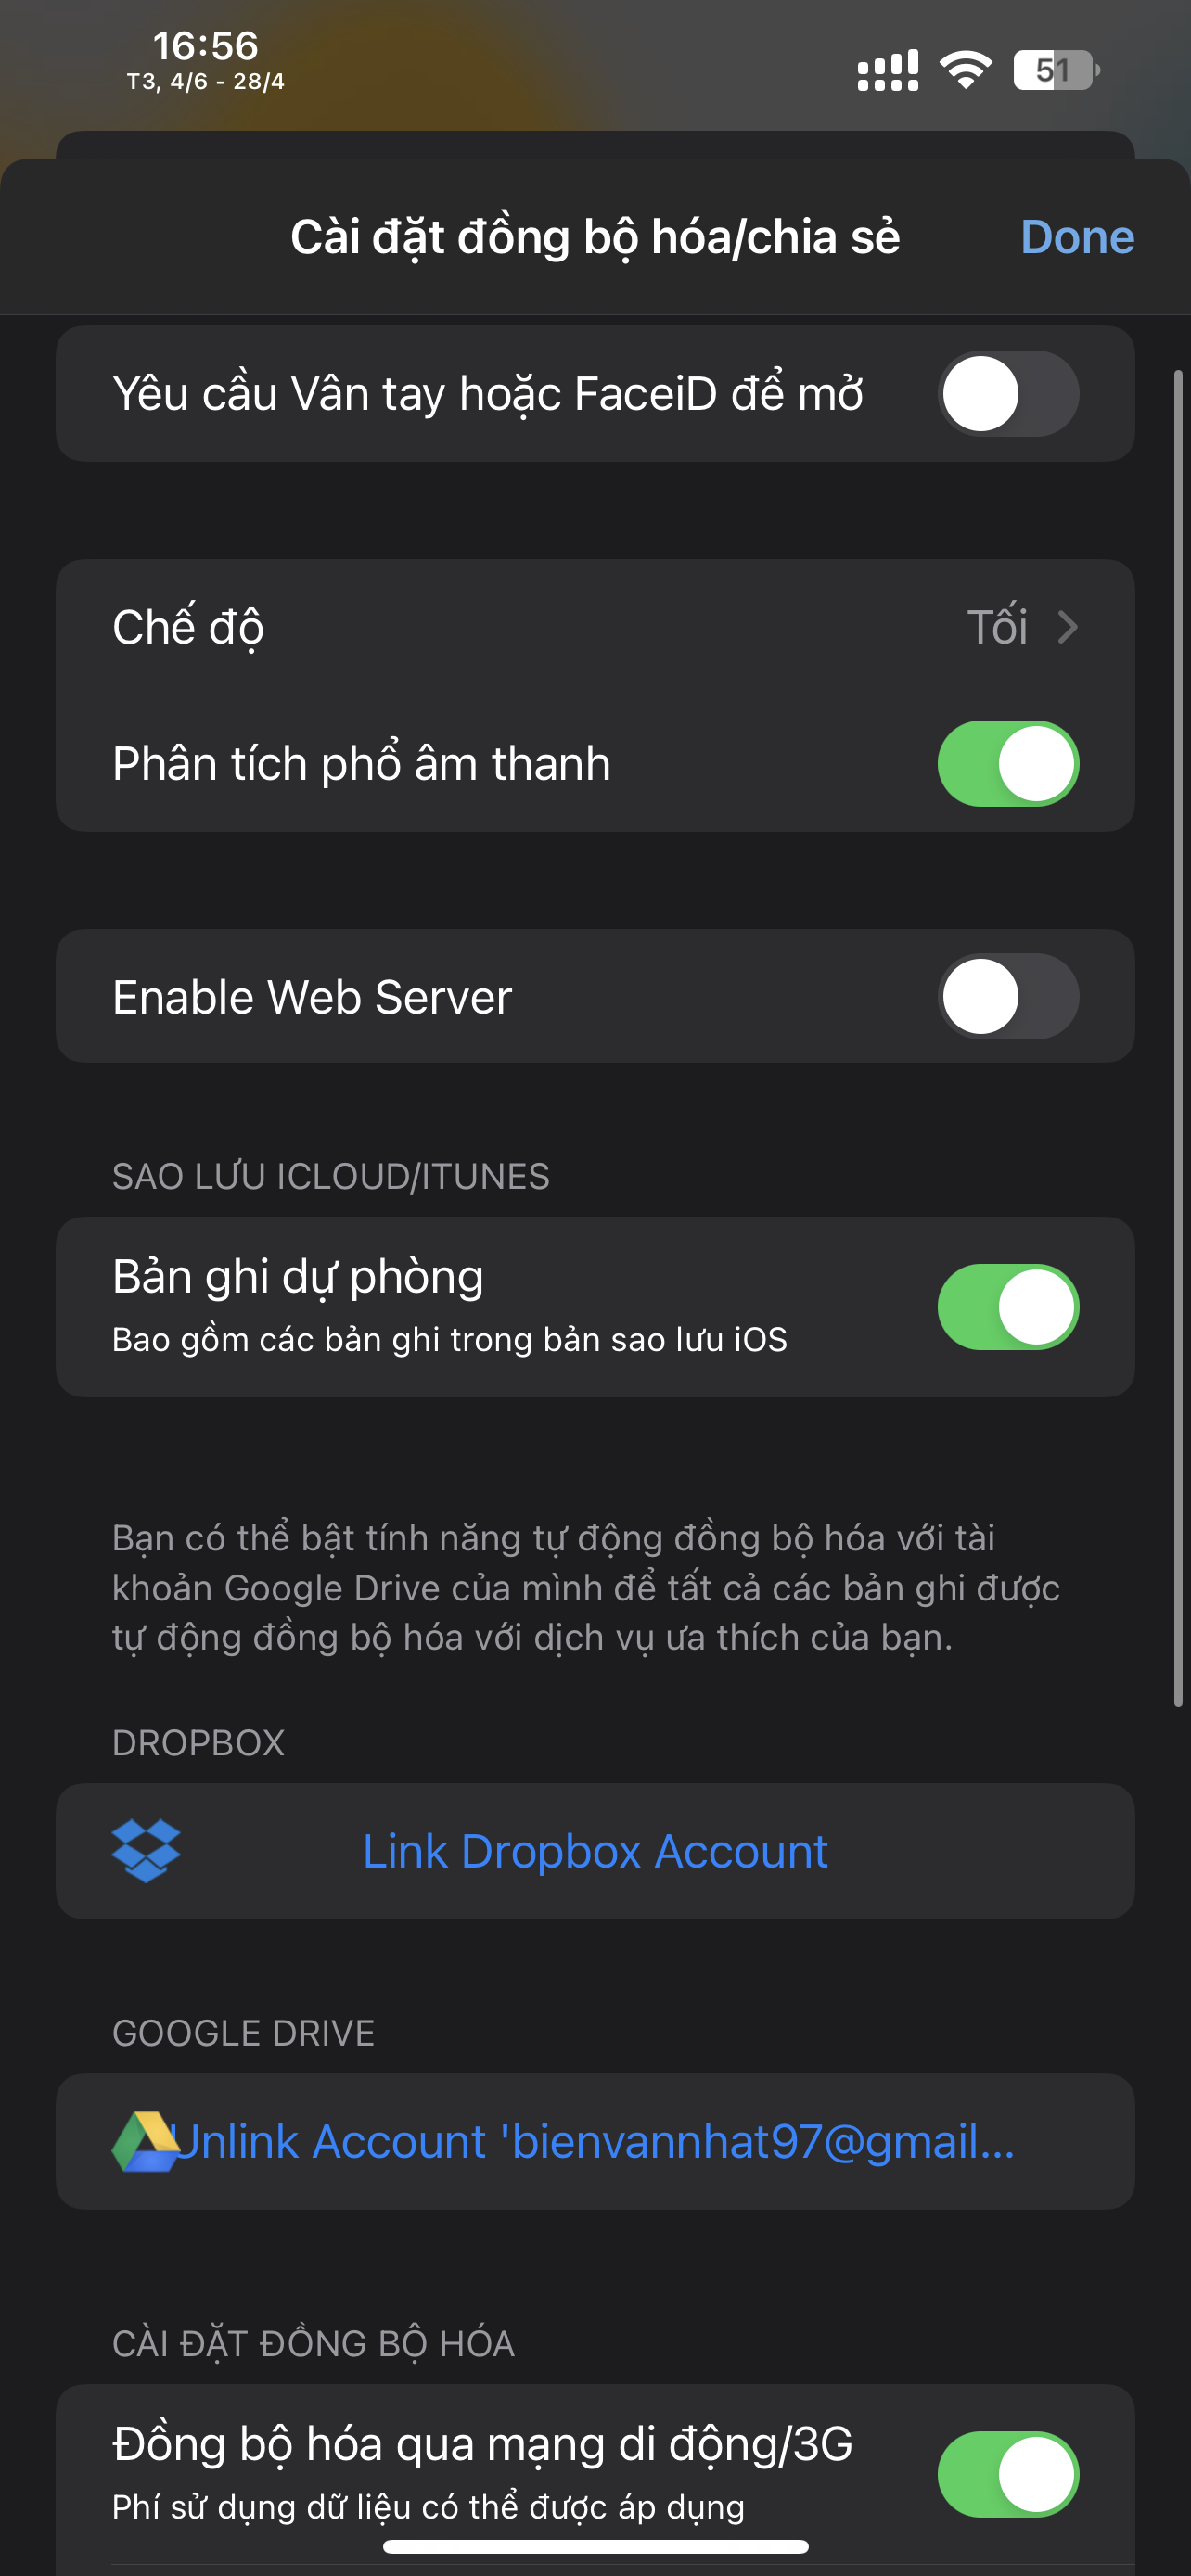 16:56
T3, 4/6 - 28/4
51
Cài đặt đồng bộ hóa/chia sẻ
Done
Yêu cầu Vân tay hoặc FaceiD để mở
Chế độ
Tối
Phân tích phổ âm thanh
Enable Web Server
SAO LƯU ICLOUD/ITUNES
Bản ghi dự phòng
Bao gồm các bản ghi trong bản sao lưu iOS
Bạn có thể bật tính năng tự động đồng bộ hóa với tài
khoản Google Drive của mình để tất cả các bản ghi được
tự động đồng bộ hóa với dịch vụ ưa thích của bạn.
DROPBOX
Link Dropbox Account
GOOGLE DRIVE
Unlink Account 'bienvannhat97@gmail...
CÀI ĐẶT ĐỒNG BỘ HÓA
Đồng bộ hóa qua mạng di động/3G
Phí sử dụng dữ liệu có thể được áp dụng